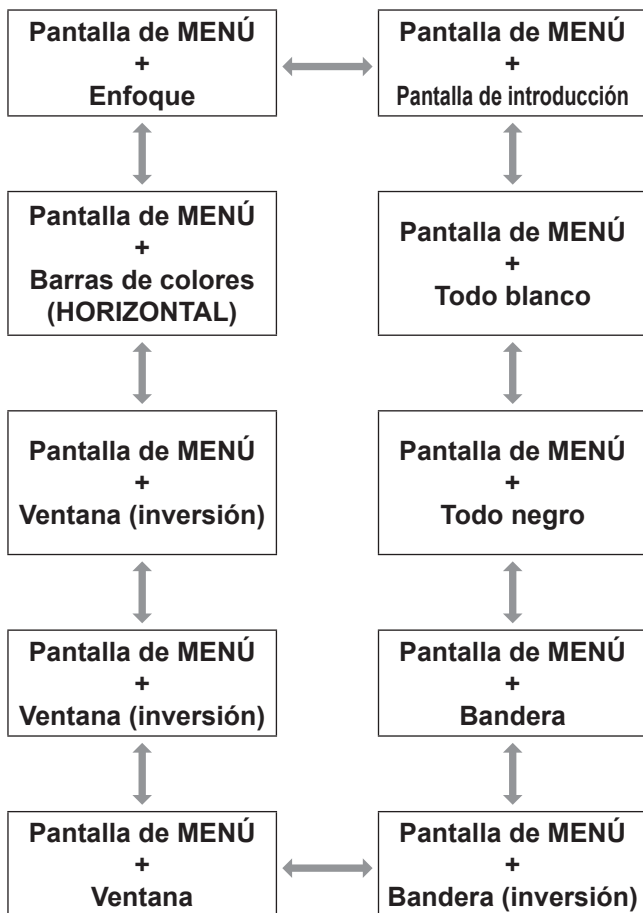 Pantalla de MENÚ
+
Enfoque
Pantalla de MENÚ
+
Pantalla de introducción
Pantalla de MENÚ
+
Barras de colores
(HORIZONTAL)
Pantalla de MENÚ
+
Todo blanco
Pantalla de MENÚ
+
Ventana (inversión)
Pantalla de MENÚ
+
Todo negro
Pantalla de MENÚ
+
Ventana (inversión)
Pantalla de MENÚ
+
Bandera
Pantalla de MENÚ
+
Ventana
Pantalla de MENÚ
+
Bandera (inversión)